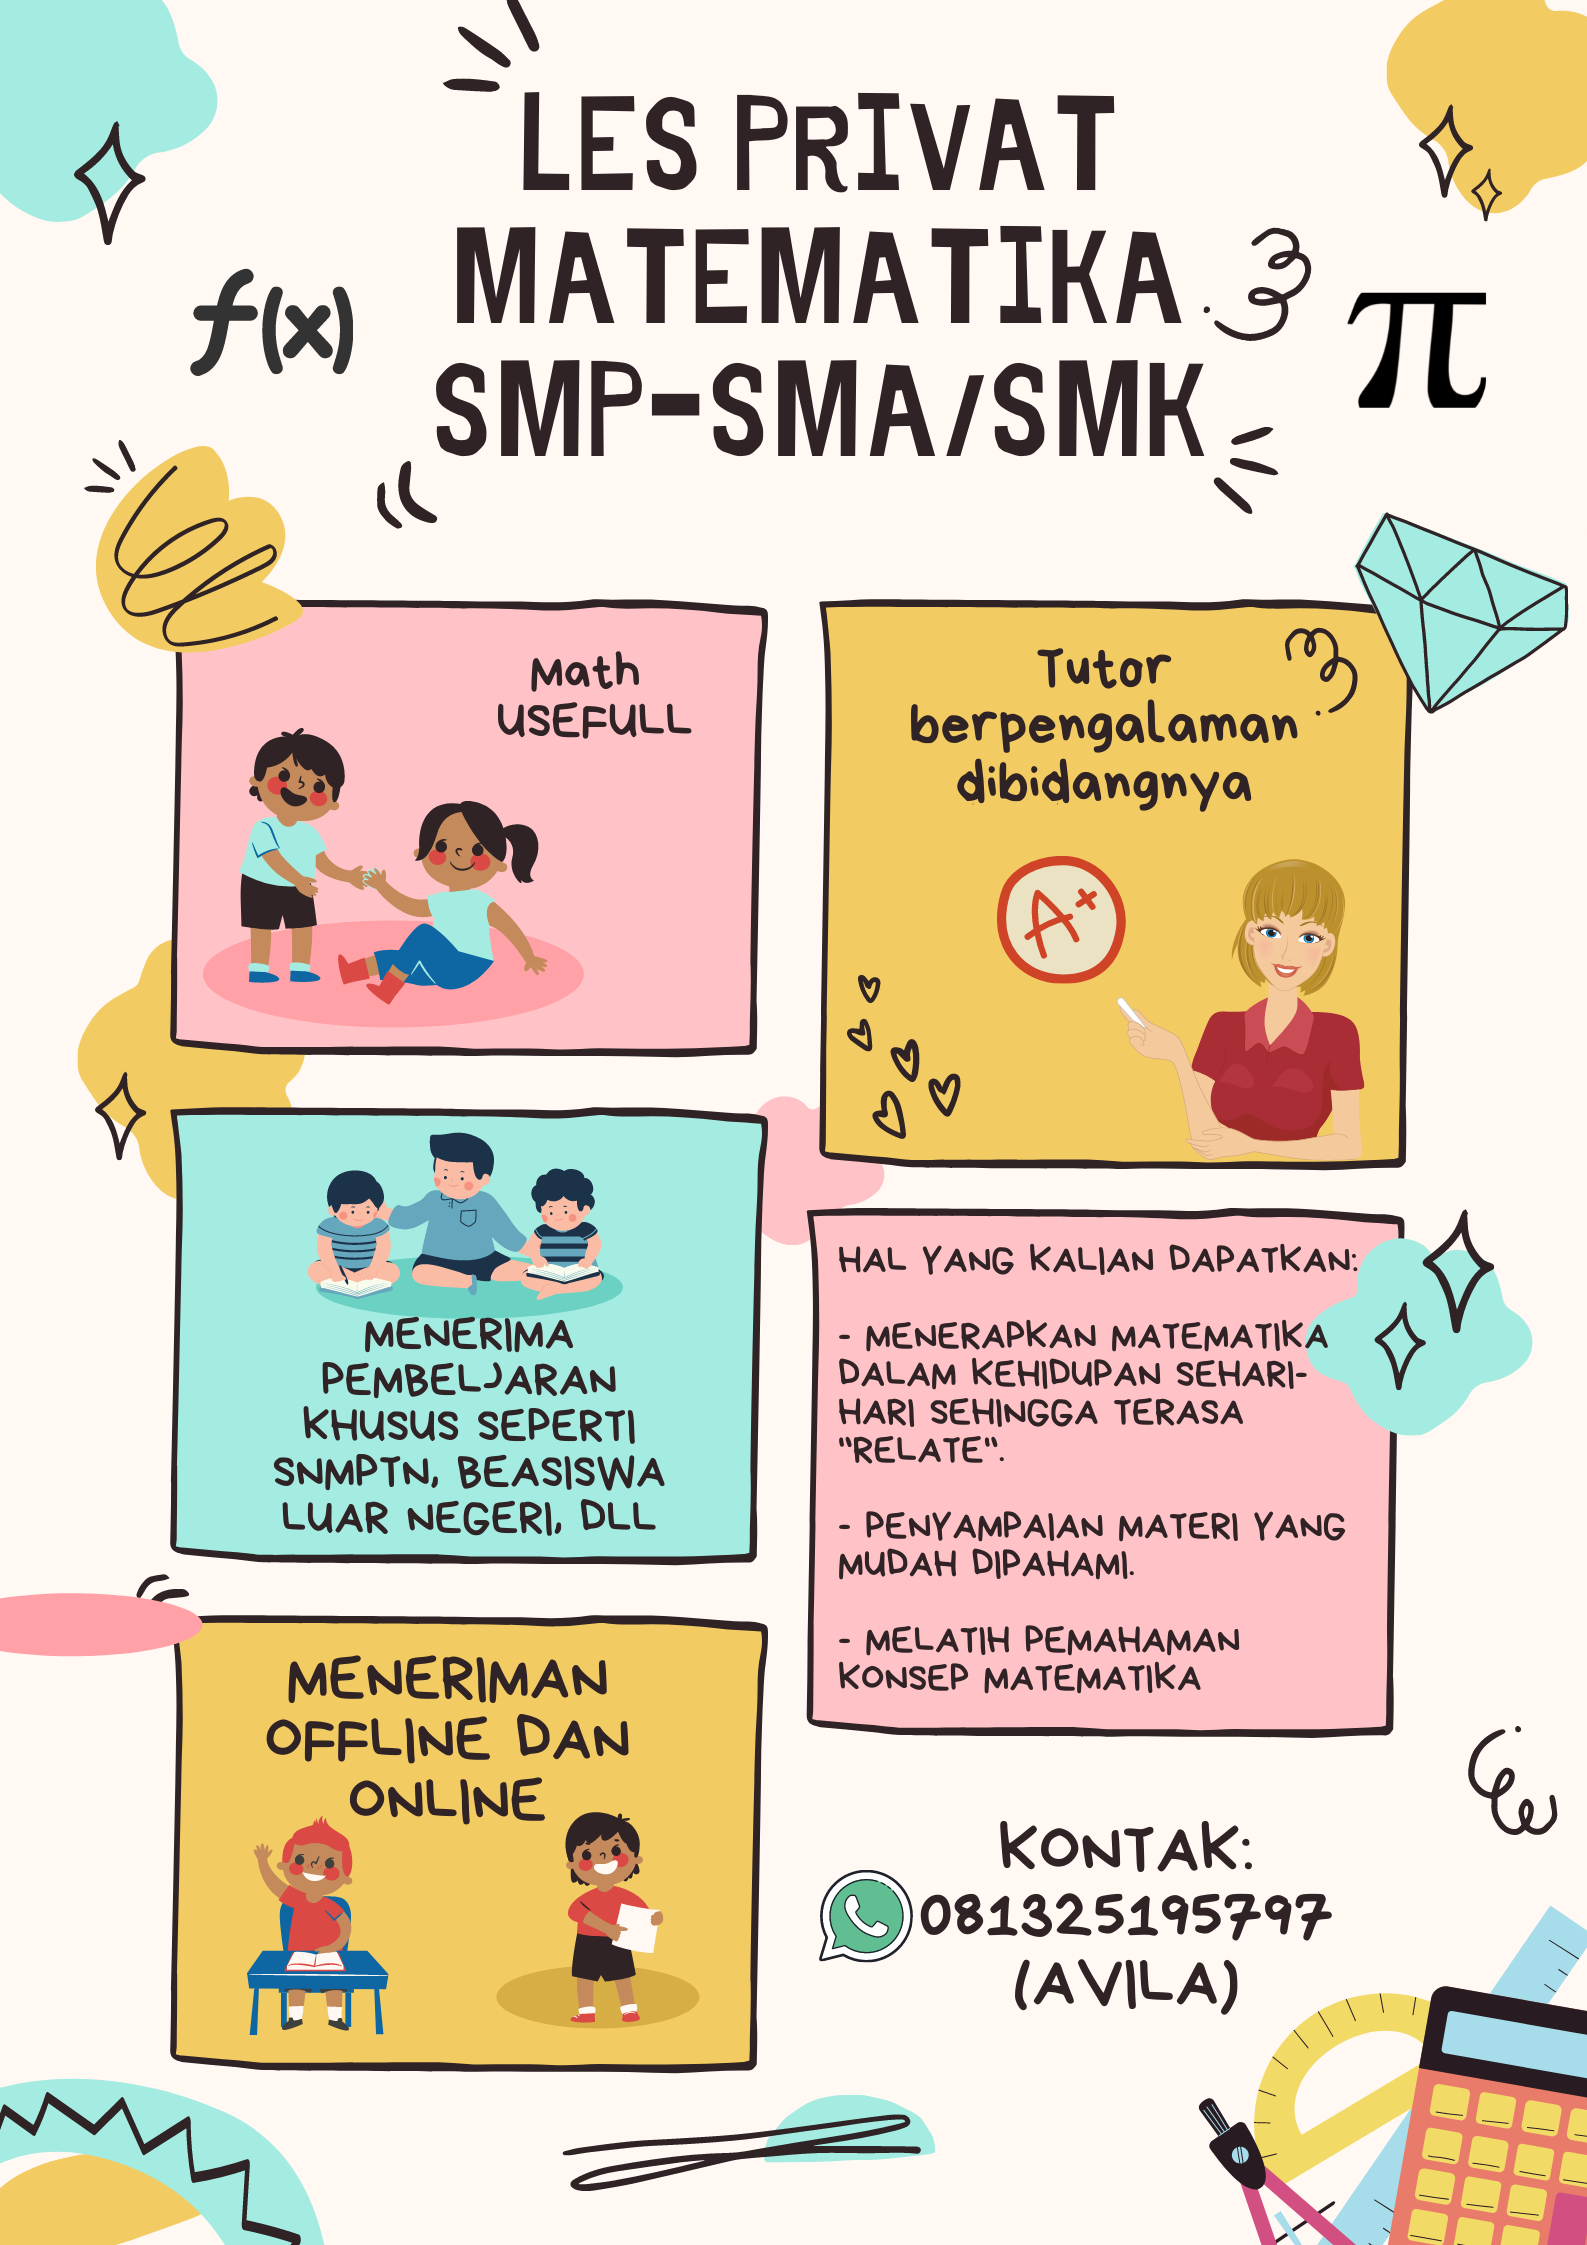 LES PRIVAT
MATEMATIKA
SMP-SMA/SMK
f(x)
π
Math
USEFULL
Tutor
berpengalaman
dibidangnya
A+
MENERIMA
PEMBELJARAN
KHUSUS SEPERTI
SNMPTN, BEASISWA
LUAR NEGERI, DLL
HAL YANG KALIAN DAPATKAN:
- MENERAPKAN MATEMATIKA
DALAM KEHIDUPAN SEHARI-
HARI SEHINGGA TERASA
"RELATE".
- PENYAMPAIAN MATERI YANG
MUDAH DIPAHAMI.
- MELATIH PEMAHAMAN
KONSEP MATEMATIKA
MENERIMAN
OFFLINE DAN
ONLINE
KONTAK:
081325195797
(AVILA)